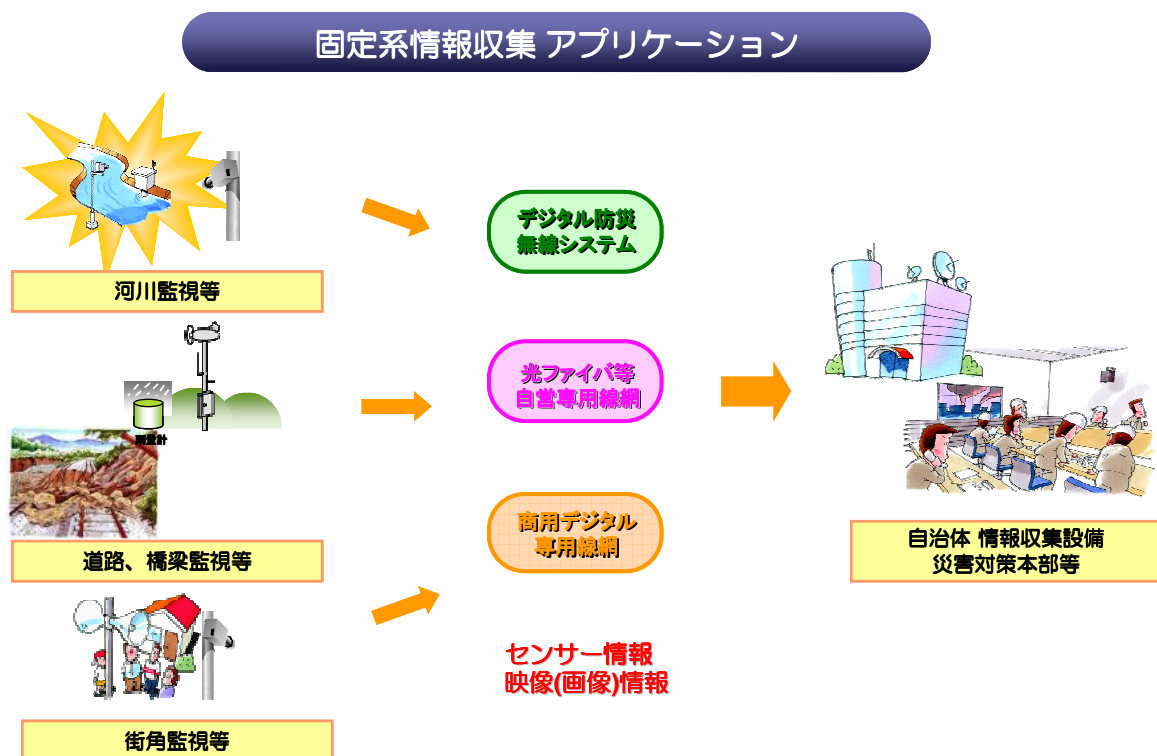 固定系情報収集 アプリケーション
河川監視等
デジタル防災
無線システム
光ファイバ等
自営専用線網
道路、橋梁監視等
商用デジタル
専用線網
自治体 情報収集設備
災害対策本部等
センサー情報
映像(画像)情報
街角監視等